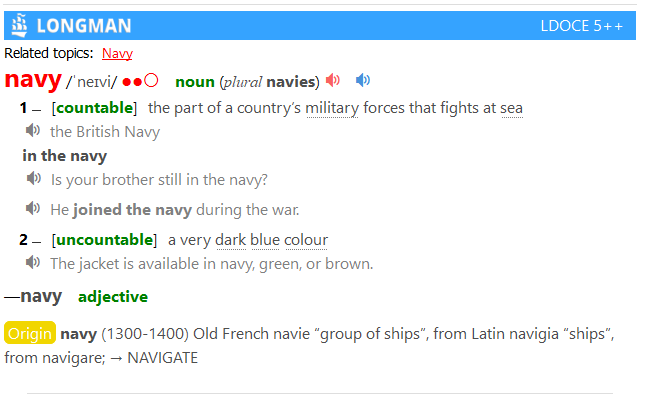 LONGMAN LDOCE 5++
Related topics: Navy
navy /ˈneɪvi/ ●●○ noun (plural navies)
1 – [countable] the part of a country’s military forces that fights at sea
the British Navy
in the navy
Is your brother still in the navy?
He joined the navy during the war.
2 – [uncountable] a very dark blue colour
The jacket is available in navy, green, or brown.
—navy adjective
Origin navy (1300-1400) Old French navie “group of ships”, from Latin navigia “ships”,
from navigare; → NAVIGATE